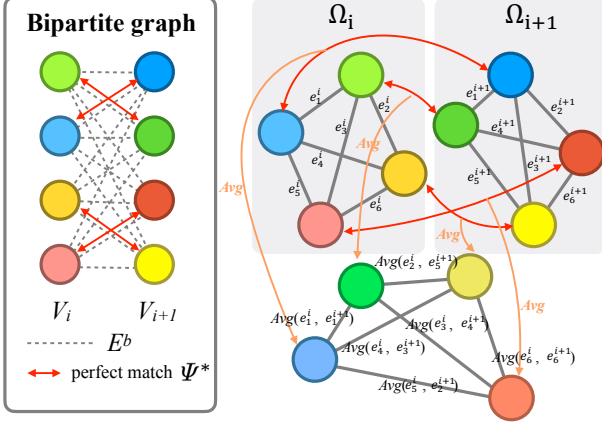 Bipartite graph
V_i V_{i+1}
E^b
perfect match Ψ*
Ω_i Ω_{i+1}
e_1^i
e_2^i
e_3^i
e_4^i
e_5^i
e_6^i
e_1^{i+1}
e_2^{i+1}
e_4^{i+1}
e_3^{i+1}
e_5^{i+1}
e_6^{i+1}
Avg
Avg
Avg
Avg
Avg(e_2^i, e_5^{i+1})
Avg(e_1^i, e_1^{i+1})
Avg(e_3^i, e_4^{i+1})
Avg(e_4^i, e_3^{i+1})
Avg(e_6^i, e_6^{i+1})
Avg(e_5^i, e_2^{i+1})